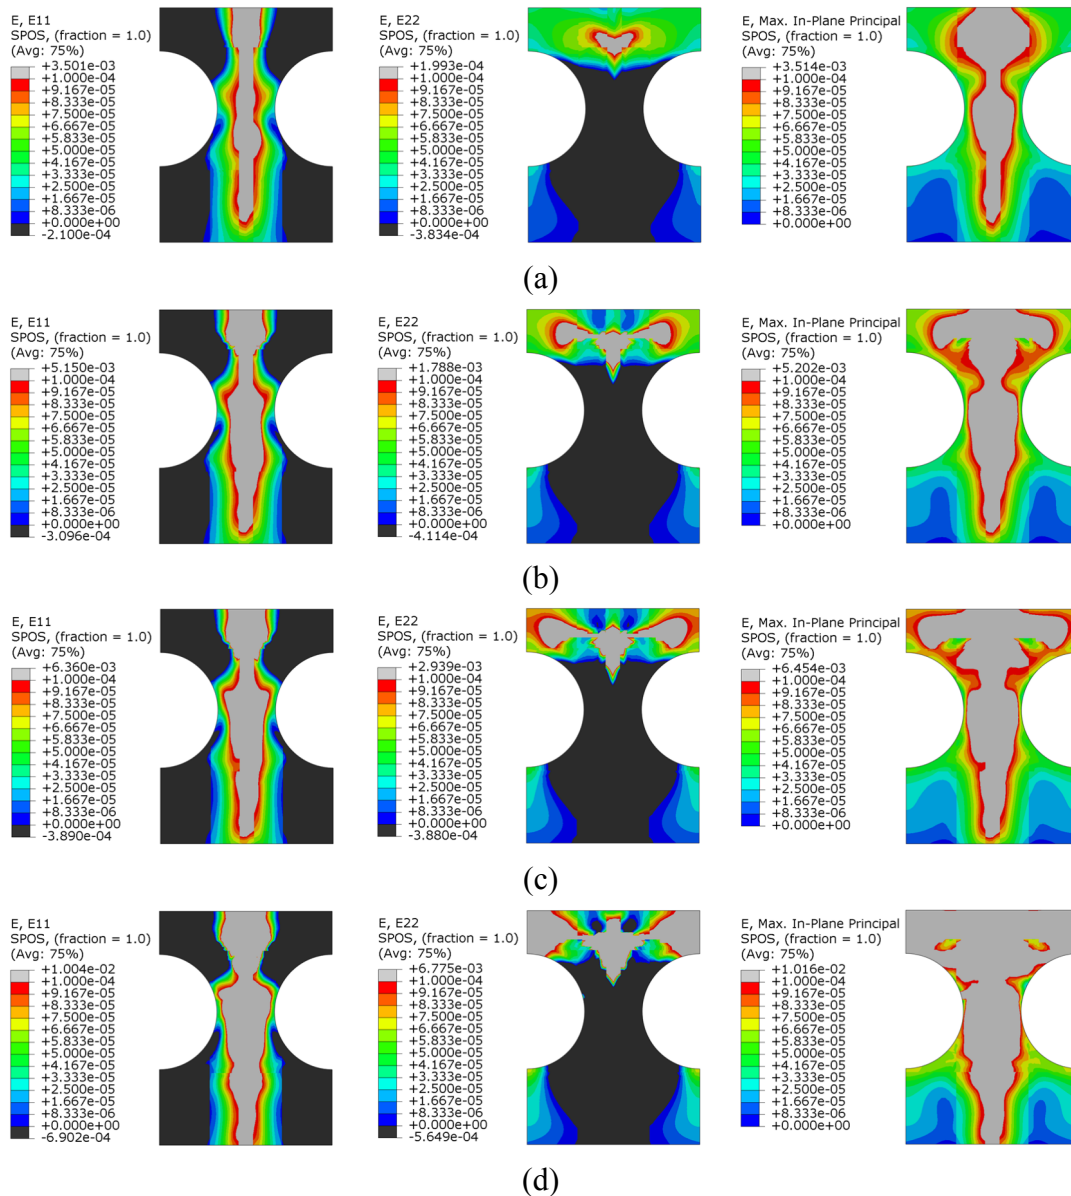 E, E11
SPOS, (fraction = 1.0)
(Avg: 75%)
+3.501e-03
+1.000e-04
+9.167e-05
+8.333e-05
+7.500e-05
+6.667e-05
+5.833e-05
+5.000e-05
+4.167e-05
+3.333e-05
+2.500e-05
+1.667e-05
+8.333e-06
+0.000e+00
-2.100e-04
E, E22
SPOS, (fraction = 1.0)
(Avg: 75%)
+1.993e-04
+1.000e-04
+9.167e-05
+8.333e-05
+7.500e-05
+6.667e-05
+5.833e-05
+5.000e-05
+4.167e-05
+3.333e-05
+2.500e-05
+1.667e-05
+8.333e-06
+0.000e+00
-3.834e-04
E, Max. In-Plane Principal
SPOS, (fraction = 1.0)
(Avg: 75%)
+3.514e-03
+1.000e-04
+9.167e-05
+8.333e-05
+7.500e-05
+6.667e-05
+5.833e-05
+5.000e-05
+4.167e-05
+3.333e-05
+2.500e-05
+1.667e-05
+8.333e-06
+0.000e+00
(a)
E, E11
SPOS, (fraction = 1.0)
(Avg: 75%)
+5.150e-03
+1.000e-04
+9.167e-05
+8.333e-05
+7.500e-05
+6.667e-05
+5.833e-05
+5.000e-05
+4.167e-05
+3.333e-05
+2.500e-05
+1.667e-05
+8.333e-06
+0.000e+00
-3.096e-04
E, E22
SPOS, (fraction = 1.0)
(Avg: 75%)
+1.788e-04
+1.000e-04
+9.167e-05
+8.333e-05
+7.500e-05
+6.667e-05
+5.833e-05
+5.000e-05
+4.167e-05
+3.333e-05
+2.500e-05
+1.667e-05
+8.333e-06
+0.000e+00
-4.114e-04
E, Max. In-Plane Principal
SPOS, (fraction = 1.0)
(Avg: 75%)
+5.202e-03
+1.000e-04
+9.167e-05
+8.333e-05
+7.500e-05
+6.667e-05
+5.833e-05
+5.000e-05
+4.167e-05
+3.333e-05
+2.500e-05
+1.667e-05
+8.333e-06
+0.000e+00
(b)
E, E11
SPOS, (fraction = 1.0)
(Avg: 75%)
+6.360e-03
+1.000e-04
+9.167e-05
+8.333e-05
+7.500e-05
+6.667e-05
+5.833e-05
+5.000e-05
+4.167e-05
+3.333e-05
+2.500e-05
+1.667e-05
+8.333e-06
+0.000e+00
-3.890e-04
E, E22
SPOS, (fraction = 1.0)
(Avg: 75%)
+2.939e-04
+1.000e-04
+9.167e-05
+8.333e-05
+7.500e-05
+6.667e-05
+5.833e-05
+5.000e-05
+4.167e-05
+3.333e-05
+2.500e-05
+1.667e-05
+8.333e-06
+0.000e+00
-3.880e-04
E, Max. In-Plane Principal
SPOS, (fraction = 1.0)
(Avg: 75%)
+6.454e-03
+1.000e-04
+9.167e-05
+8.333e-05
+7.500e-05
+6.667e-05
+5.833e-05
+5.000e-05
+4.167e-05
+3.333e-05
+2.500e-05
+1.667e-05
+8.333e-06
+0.000e+00
(c)
E, E11
SPOS, (fraction = 1.0)
(Avg: 75%)
+1.004e-02
+1.000e-04
+9.167e-05
+8.333e-05
+7.500e-05
+6.667e-05
+5.833e-05
+5.000e-05
+4.167e-05
+3.333e-05
+2.500e-05
+1.667e-05
+8.333e-06
+0.000e+00
-6.902e-04
E, E22
SPOS, (fraction = 1.0)
(Avg: 75%)
+6.775e-03
+1.000e-04
+9.167e-05
+8.333e-05
+7.500e-05
+6.667e-05
+5.833e-05
+5.000e-05
+4.167e-05
+3.333e-05
+2.500e-05
+1.667e-05
+8.333e-06
+0.000e+00
-5.649e-04
E, Max. In-Plane Principal
SPOS, (fraction = 1.0)
(Avg: 75%)
+1.016e-02
+1.000e-04
+9.167e-05
+8.333e-05
+7.500e-05
+6.667e-05
+5.833e-05
+5.000e-05
+4.167e-05
+3.333e-05
+2.500e-05
+1.667e-05
+8.333e-06
+0.000e+00
(d)